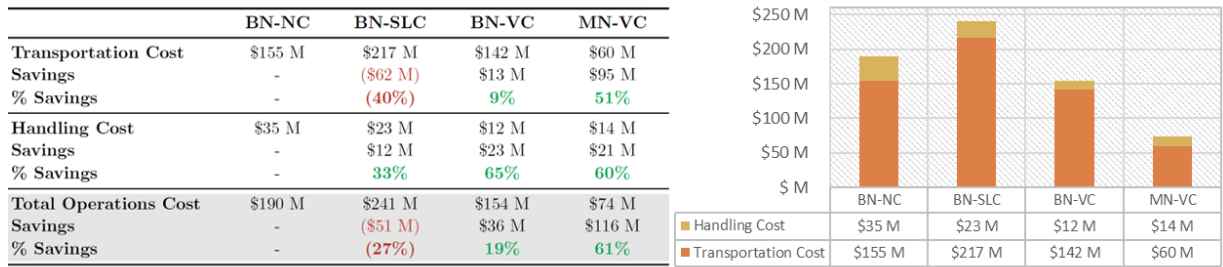 BN-NC BN-SLC BN-VC MN-VC
Transportation Cost $155 M $217 M $142 M $60 M
Savings - ($62 M) $13 M $95 M
% Savings - (40%) 9% 51%
Handling Cost $35 M $23 M $12 M $14 M
Savings - $12 M $23 M $21 M
% Savings - 33% 65% 60%
Total Operations Cost $190 M $241 M $154 M $74 M
Savings - ($51 M) $36 M $116 M
% Savings - (27%) 19% 61%
$250 M
$200 M
$150 M
$100 M
$50 M
$ M
BN-NC BN-SLC BN-VC MN-VC
Handling Cost $35 M $23 M $12 M $14 M
Transportation Cost $155 M $217 M $142 M $60 M